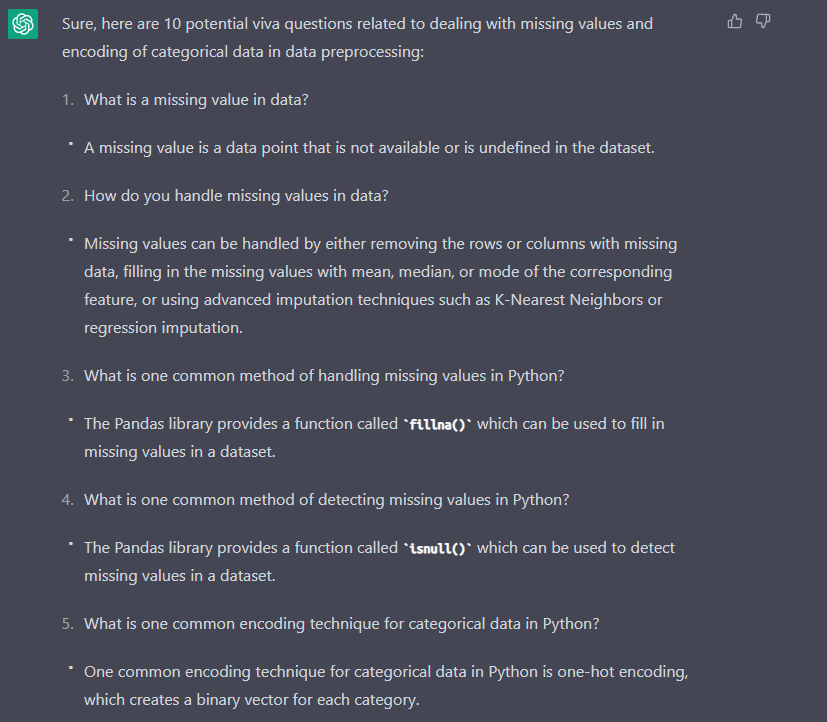 Sure, here are 10 potential viva questions related to dealing with missing values and
encoding of categorical data in data preprocessing:
1. What is a missing value in data?
• A missing value is a data point that is not available or is undefined in the dataset.
2. How do you handle missing values in data?
• Missing values can be handled by either removing the rows or columns with missing
data, filling in the missing values with mean, median, or mode of the corresponding
feature, or using advanced imputation techniques such as K-Nearest Neighbors or
regression imputation.
3. What is one common method of handling missing values in Python?
• The Pandas library provides a function called `fillna()` which can be used to fill in
missing values in a dataset.
4. What is one common method of detecting missing values in Python?
• The Pandas library provides a function called `isnull()` which can be used to detect
missing values in a dataset.
5. What is one common encoding technique for categorical data in Python?
• One common encoding technique for categorical data in Python is one-hot encoding,
which creates a binary vector for each category.